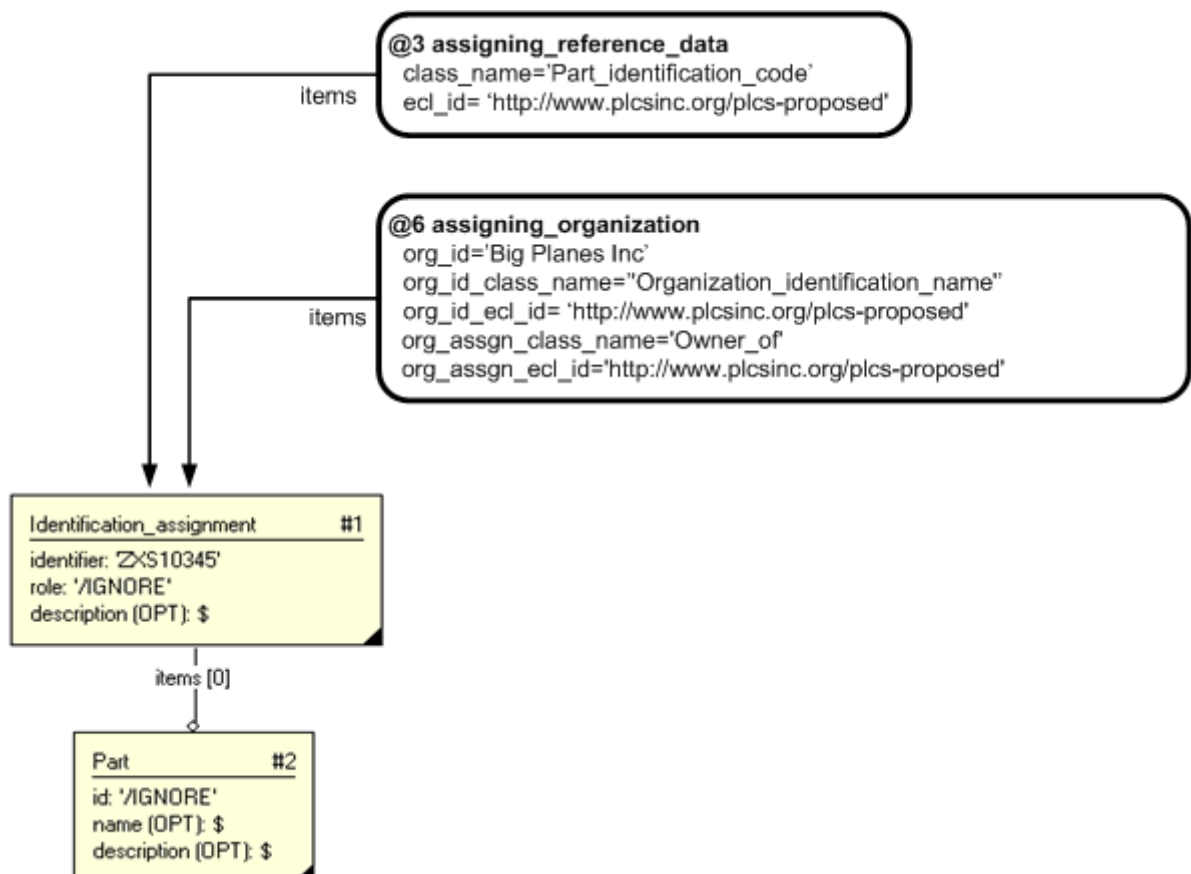 @3 assigning_reference_data
class_name='Part_identification_code'
ecl_id= 'http://www.plcsinc.org/plcs-proposed'
items
@6 assigning_organization
org_id='Big Planes Inc'
org_id_class_name="Organization_identification_name"
org_id_ecl_id= 'http://www.plcsinc.org/plcs-proposed'
org_assgn_class_name='Owner_of'
org_assgn_ecl_id='http://www.plcsinc.org/plcs-proposed'
items
Identification_assignment #1
identifier: 'ZXS10345'
role: '/IGNORE'
description (OPT): $
items [0]
Part #2
id: '/IGNORE'
name (OPT): $
description (OPT): $